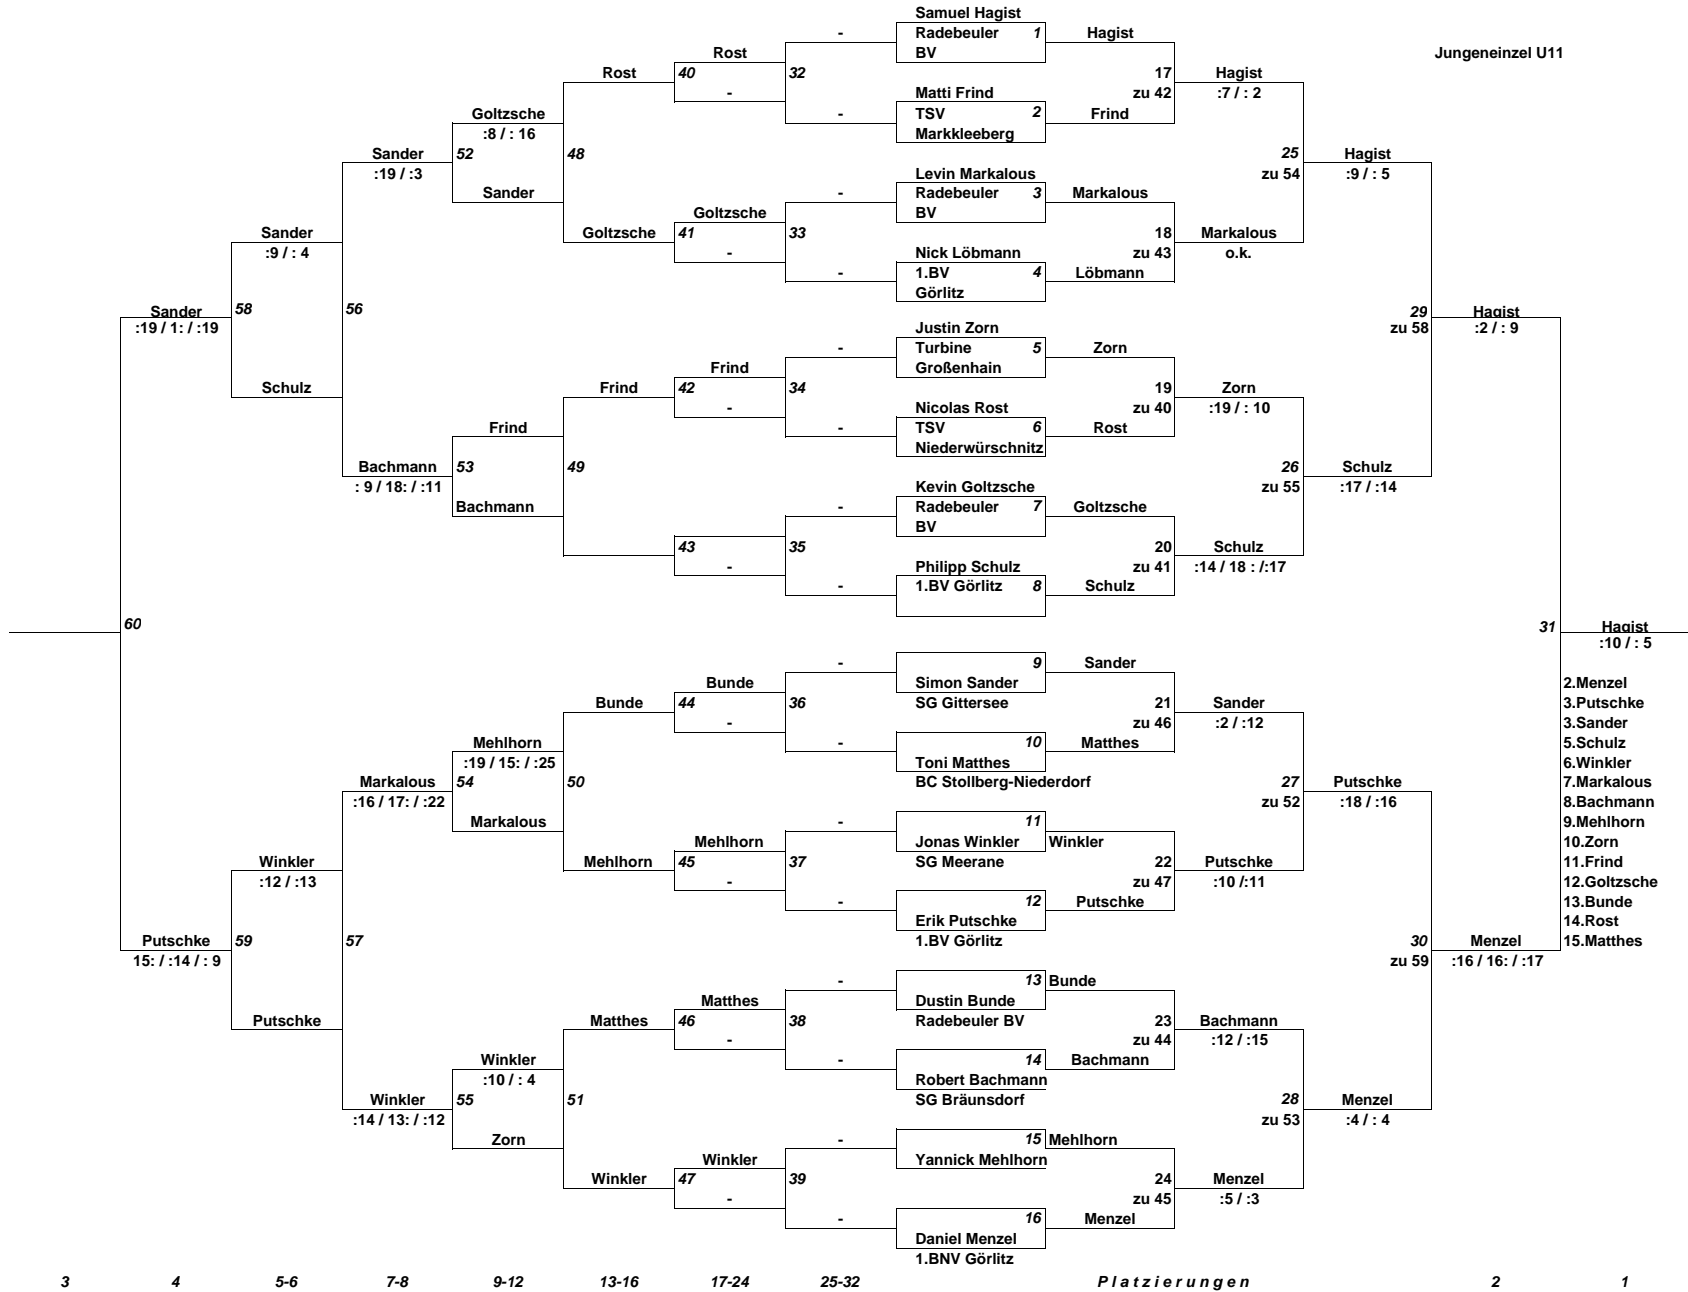 Samuel Hagist
- Radebeuler 1 Hagist
Rost BV Jungeneinzel U11
Rost 40 32 17 Hagist
- Matti Frind zu 42 :7 / : 2
Goltzsche - TSV 2 Frind
:8 / : 16 Markkleeberg
Sander 52 48 25 Hagist
:19 / :3 Levin Markalous zu 54 :9 / : 5
Sander - Radebeuler 3 Markalous
Goltzsche BV
Sander Goltzsche 41 33 18 Markalous
:9 / : 4 - Nick Löbmann zu 43 o.k.
- 1.BV 4 Löbmann
Görlitz
Sander 58 56 29 Hagist
:19 / 1: / :19 Justin Zorn zu 58 :2 / : 9
- Turbine 5 Zorn
Frind Großenhain
Schulz Frind 42 34 19 Zorn
- Nicolas Rost zu 40 :19 / : 10
Frind - TSV 6 Rost
Niederwürschnitz
Bachmann 53 49 26 Schulz
: 9 / 18: / :11 Kevin Goltzsche zu 55 :17 / :14
Bachmann - Radebeuler 7 Goltzsche
BV
43 35 20 Schulz
- Philipp Schulz zu 41 :14 / 18 : /:17
- 1.BV Görlitz 8 Schulz
60 31 Hagist
:10 / : 5
- 9 Sander
Bunde Simon Sander 2.Menzel
Bunde 44 36 SG Gittersee 21 Sander 3.Putschke
- zu 46 :2 / :12 3.Sander
Mehlhorn - 10 Matthes 5.Schulz
:19 / 15: / :25 Toni Matthes 6.Winkler
Markalous 54 50 BC Stollberg-Niederdorf 27 Putschke 7.Markalous
:16 / 17: / :22 zu 52 :18 / :16 8.Bachmann
Markalous - 11 9.Mehlhorn
Mehlhorn Jonas Winkler Winkler 10.Zorn
Winkler Mehlhorn 45 37 SG Meerane 22 Putschke 11.Frind
:12 / :13 - zu 47 :10 /:11 12.Goltzsche
- 12 Putschke 13.Bunde
Erik Putschke 14.Rost
Putschke 59 57 1.BV Görlitz 30 Menzel 15.Matthes
15: / :14 / : 9 zu 59 :16 / 16: / :17
- 13 Bunde
Matthes Dustin Bunde
Putschke Matthes 46 38 Radebeuler BV 23 Bachmann
- zu 44 :12 / :15
Winkler - 14 Bachmann
:10 / : 4 Robert Bachmann
Winkler 55 51 SG Bräunsdorf 28 Menzel
:14 / 13: / :12 zu 53 :4 / : 4
Zorn - 15 Mehlhorn
Winkler Yannick Mehlhorn
Winkler 47 39 24 Menzel
- zu 45 :5 / :3
- 16 Menzel
Daniel Menzel
1.BNV Görlitz
3 4 5-6 7-8 9-12 13-16 17-24 25-32 Platzierungen 2 1